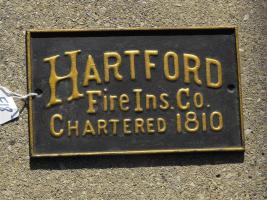 HARTFORD
Fire Ins. Co.
CHARTERED 1810